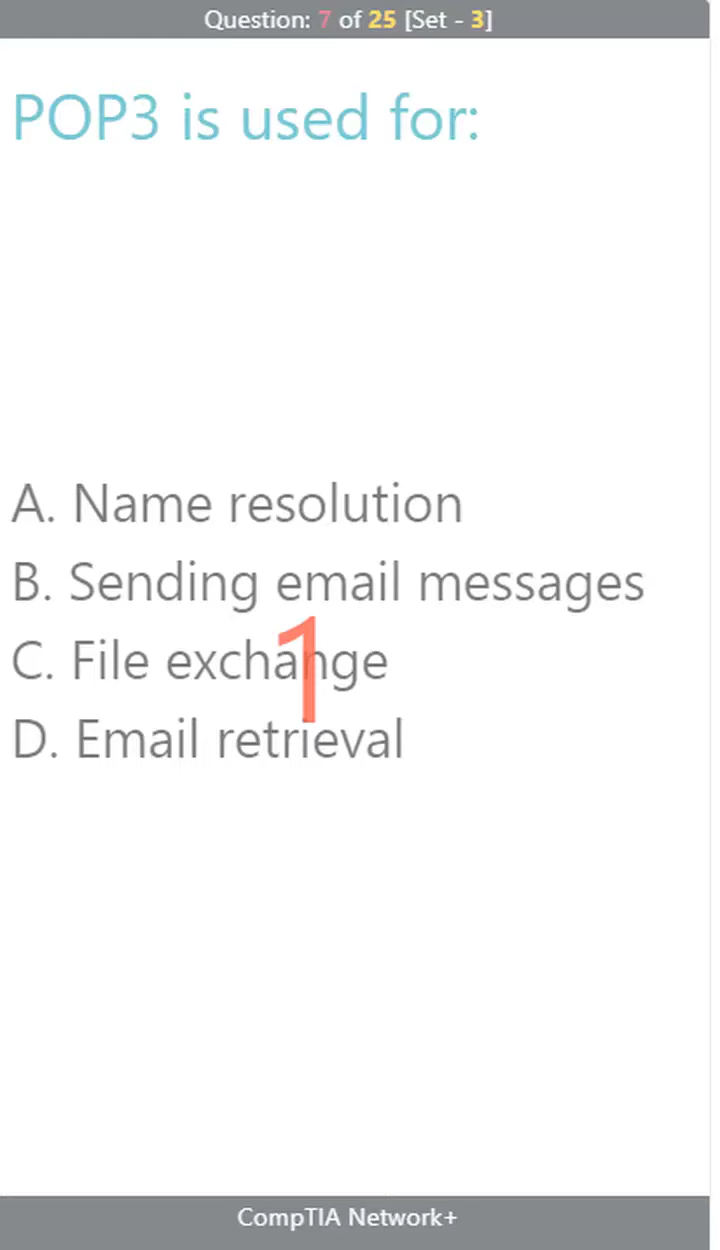 Question: 7 of 25 [Set - 3]
POP3 is used for:
A. Name resolution
B. Sending email messages
C. File exchange
1
D. Email retrieval
CompTIA Network+